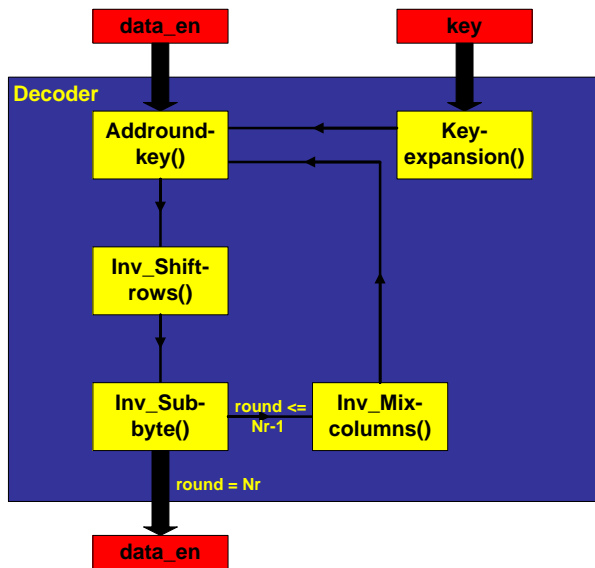 data_en
key
Decoder
Addround-
key()
Key-
expansion()
Inv_Shift-
rows()
Inv_Sub-
byte()
round <=
Nr-1
Inv_Mix-
columns()
round = Nr
data_en